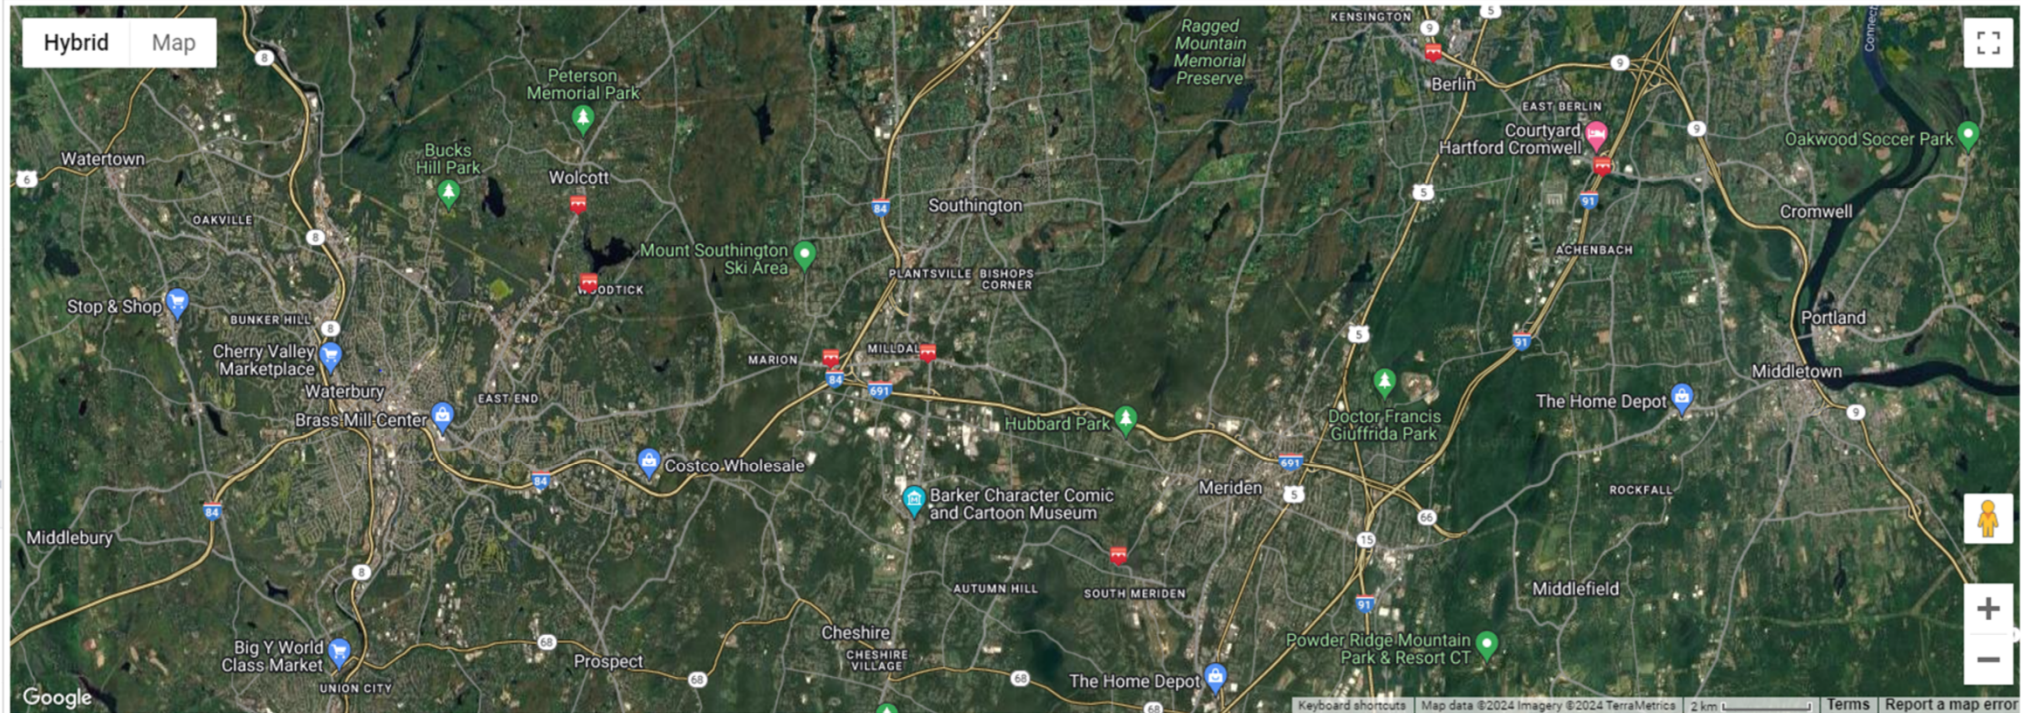 Hybrid
Map
8
Ragged
Mountain
Memorial
Preserve
KENSINGTON
9
5
9
Connect
Berlin
Peterson
Memorial Park
EAST BERLIN
9
Courtyard
Hartford Cromwell
Oakwood Soccer Park
Watertown
Bucks
Hill Park
Wolcott
6
5
91
84
Southington
Cromwell
OAKVILLE
8
Mount Southington
Ski Area
ACHENBACH
PLANTSVILLE
BISHOPS
CORNER
WOODTICK
Stop & Shop
BUNKER HILL
8
5
91
Portland
Cherry Valley
Marketplace
MARION
MILLDAL
84
691
Middletown
Waterbury
EAST END
Brass Mill Center
Hubbard Park
Doctor Francis
Giuffrida Park
The Home Depot
9
Costco Wholesale
84
691
Meriden
5
ROCKFALL
84
Barker Character Comic
and Cartoon Museum
66
15
Middlebury
8
AUTUMN HILL
SOUTH MERIDEN
91
Middlefield
Cheshire
CHESHIRE
VILLAGE
68
Big Y World
Class Market
Prospect
Powder Ridge Mountain
Park & Resort CT
68
68
The Home Depot
UNION CITY
68
Google
Keyboard shortcuts
Map data ©2024 Imagery ©2024 TerraMetrics
2 km
Terms
Report a map error